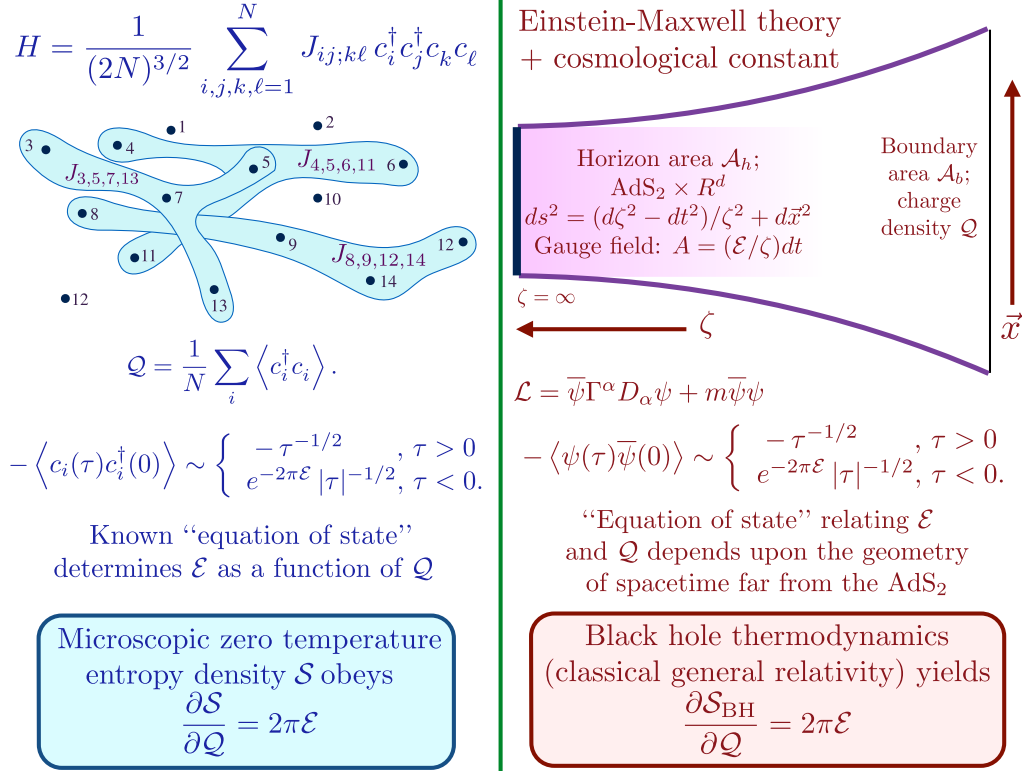 H = \frac{1}{(2N)^{3/2}} \sum_{i,j,k,\ell=1}^{N} J_{ij;k\ell} c_i^\dagger c_j^\dagger c_k c_\ell
1
2
3
4
5
6
J_{3,5,7,13}
J_{4,5,6,11}
7
10
8
9
J_{8,9,12,14}
12
11
14
12
13
\mathcal{Q} = \frac{1}{N} \sum_i \left\langle c_i^\dagger c_i \right\rangle .
- \left\langle c_i(\tau) c_i^\dagger(0) \right\rangle \sim \begin{cases} -\tau^{-1/2} & , \tau > 0 \\ e^{-2\pi\mathcal{E}} |\tau|^{-1/2} & , \tau < 0. \end{cases}
Known “equation of state”
determines \mathcal{E} as a function of \mathcal{Q}
Microscopic zero temperature
entropy density \mathcal{S} obeys
\frac{\partial \mathcal{S}}{\partial \mathcal{Q}} = 2\pi\mathcal{E}
Einstein-Maxwell theory
+ cosmological constant
Horizon area \mathcal{A}_h;
AdS_2 × R^d
ds^2 = (d\zeta^2 - dt^2)/\zeta^2 + d\vec{x}^2
Gauge field: A = (\mathcal{E}/\zeta)dt
Boundary
area \mathcal{A}_b;
charge
density \mathcal{Q}
\zeta = \infty
\zeta
\vec{x}
\mathcal{L} = \overline{\psi} \Gamma^\alpha D_\alpha \psi + m \overline{\psi} \psi
- \left\langle \psi(\tau) \overline{\psi}(0) \right\rangle \sim \begin{cases} -\tau^{-1/2} & , \tau > 0 \\ e^{-2\pi\mathcal{E}} |\tau|^{-1/2} & , \tau < 0. \end{cases}
“Equation of state” relating \mathcal{E}
and \mathcal{Q} depends upon the geometry
of spacetime far from the AdS_2
Black hole thermodynamics
(classical general relativity) yields
\frac{\partial \mathcal{S}_{BH}}{\partial \mathcal{Q}} = 2\pi\mathcal{E}